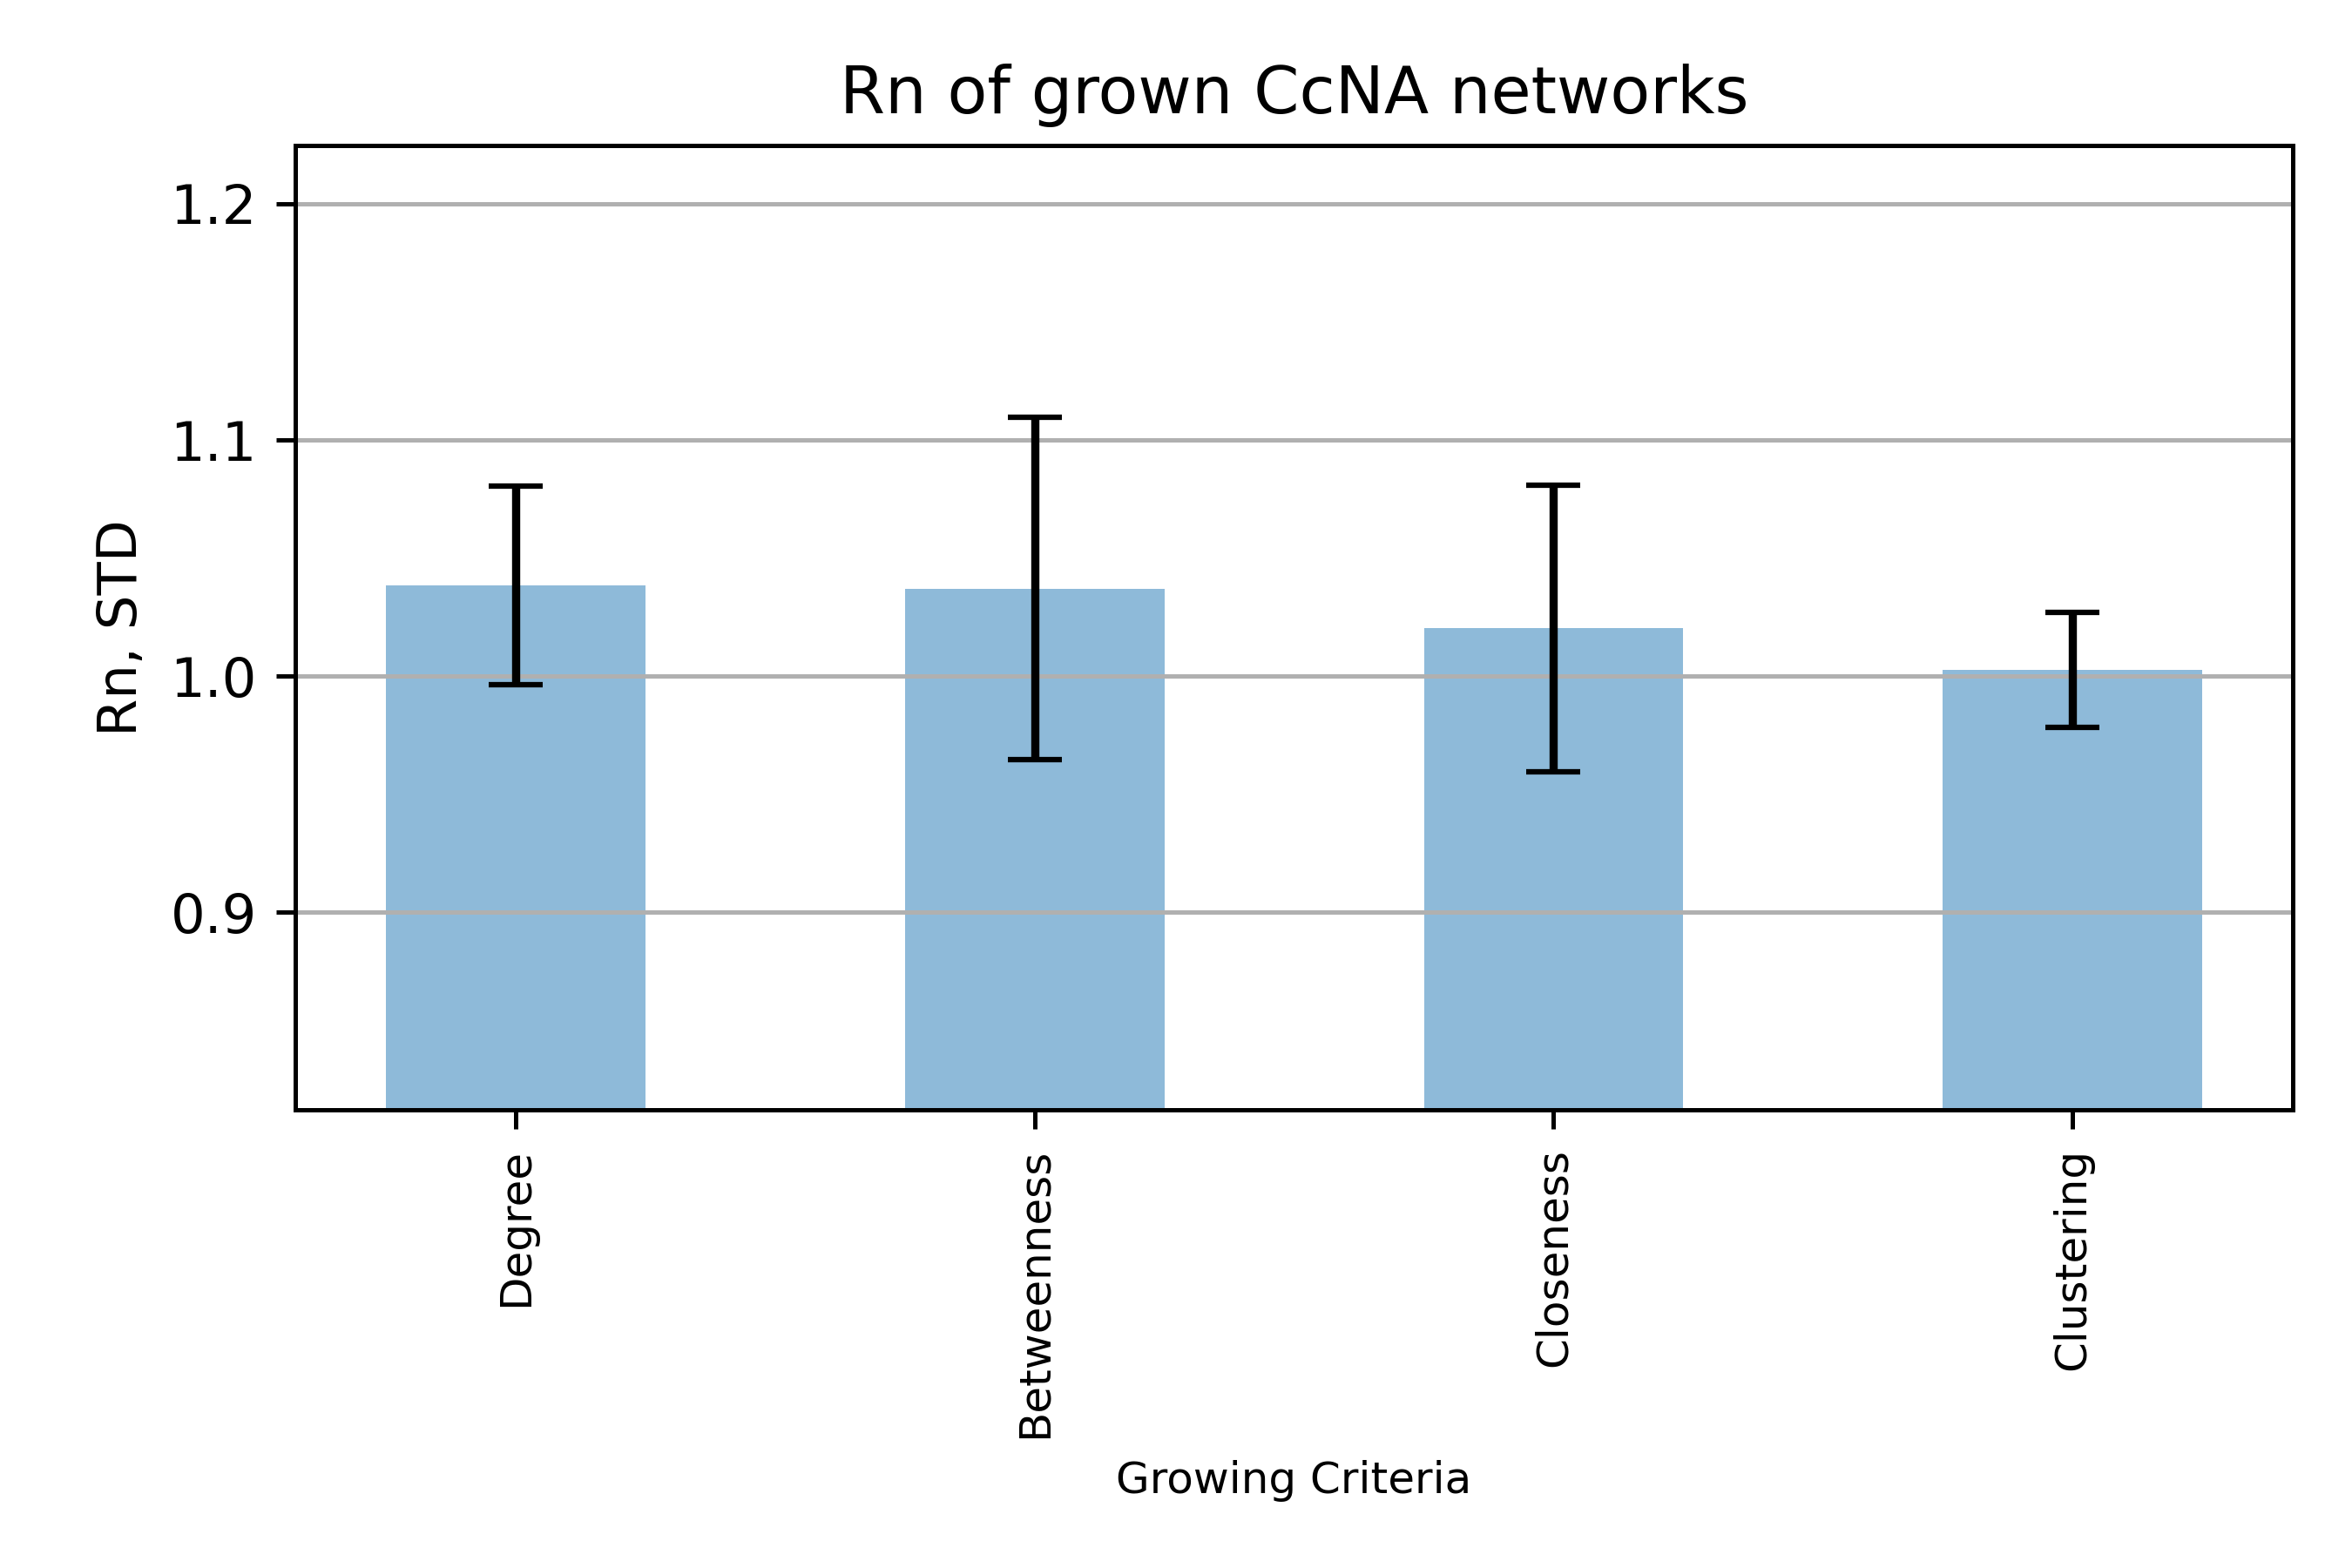 Rn of grown CcNA networks
1.2
1.1
1.0
0.9
Rn, STD
Degree
Betweenness
Closeness
Clustering
Growing Criteria